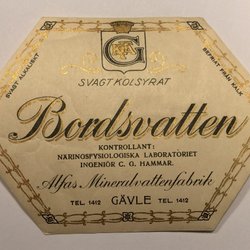 G
SVAGT ALKALISKT
SVAGT KOLSYRAT
BEFRIAT FRÅN KALK
Bordsvatten
KONTROLLANT:
NÄRINGSFYSIOLOGISKA LABORATORIET
INGENIÖR C. G. HAMMAR.
Alfas Mineralvattenfabrik
TEL. 1412 GÄVLE TEL. 1412